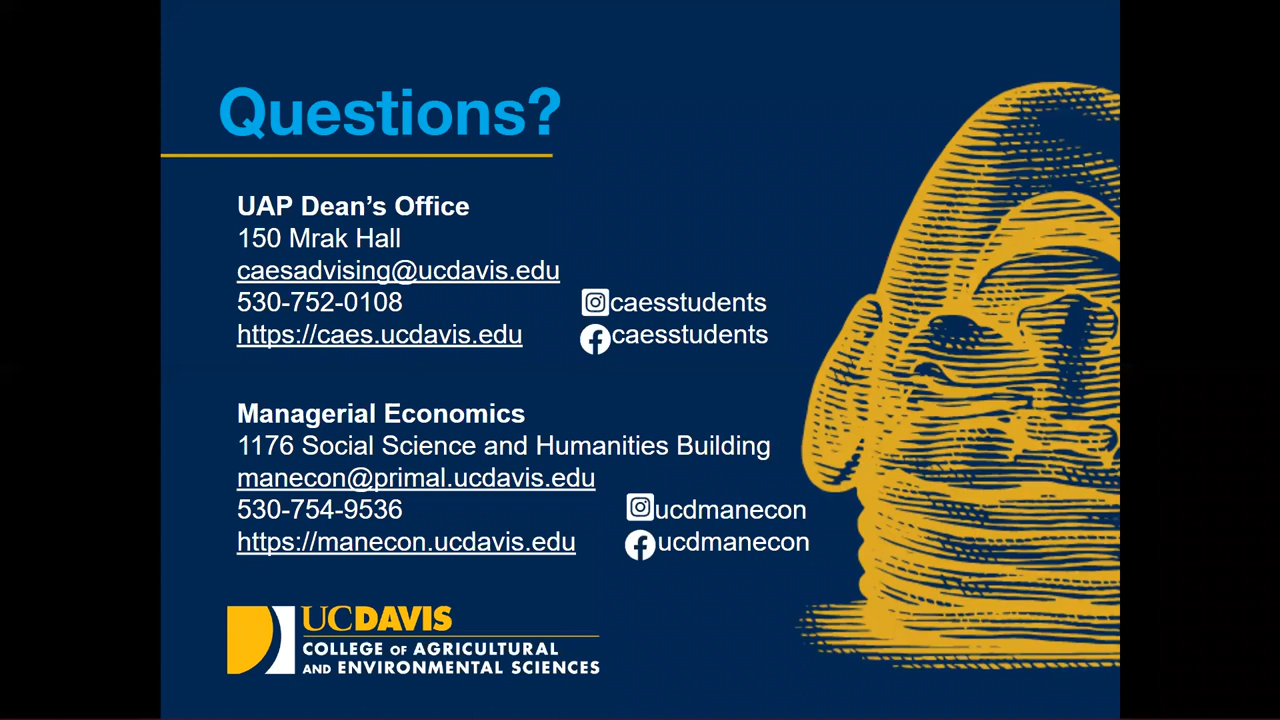 Questions?
UAP Dean’s Office
150 Mrak Hall
caesadvising@ucdavis.edu
530-752-0108
caesstudents
https://caes.ucdavis.edu
caesstudents
Managerial Economics
1176 Social Science and Humanities Building
manecon@primal.ucdavis.edu
530-754-9536
ucdmanecon
https://manecon.ucdavis.edu
ucdmanecon
UCDAVIS
COLLEGE OF AGRICULTURAL
AND ENVIRONMENTAL SCIENCES